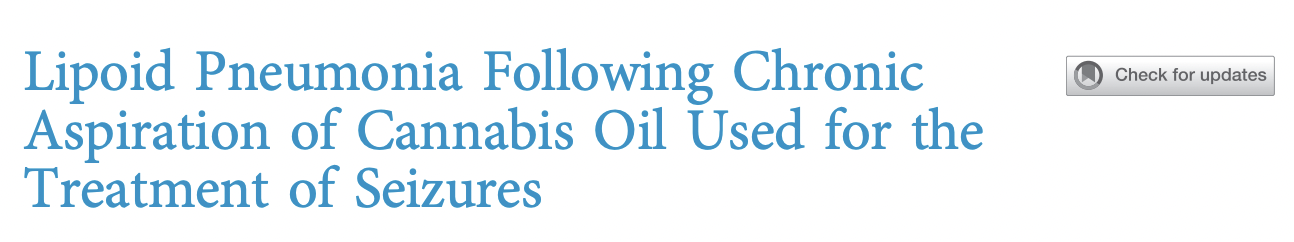 Lipoid Pneumonia Following Chronic
Aspiration of Cannabis Oil Used for the
Treatment of Seizures
Check for updates